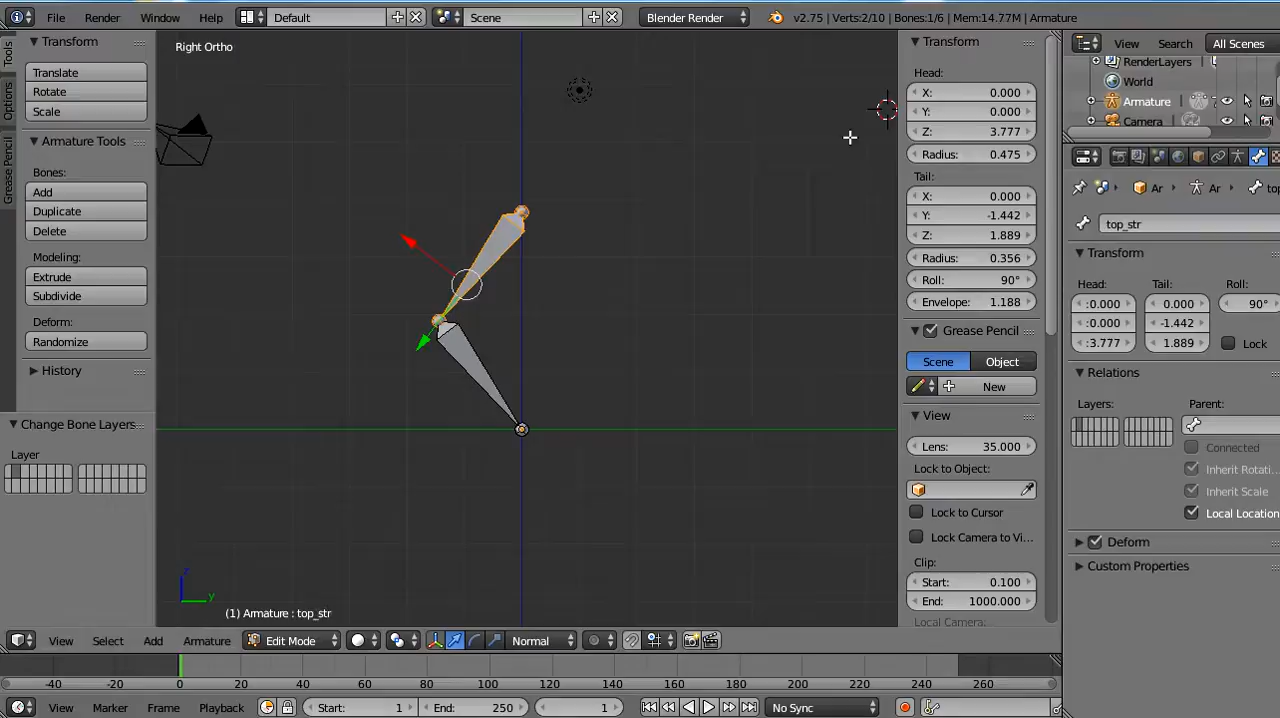 File Render Window Help Default Scene Blender Render v2.75 | Verts:2/10 | Bones:1/6 | Mem:14.77M | Armature
Tools
Options
Grease Pencil
Transform
Translate
Rotate
Scale
Armature Tools
Bones:
Add
Duplicate
Delete
Modeling:
Extrude
Subdivide
Deform:
Randomize
History
Change Bone Layers
Layer
Right Ortho
z
y
(1) Armature : top_str
Transform
Head:
X: 0.000
Y: 0.000
Z: 3.777
Radius: 0.475
Tail:
X: 0.000
Y: -1.442
Z: 1.889
Radius: 0.356
Roll: 90°
Envelope: 1.188
Grease Pencil
Scene Object
New
View
Lens: 35.000
Lock to Object:
Lock to Cursor
Lock Camera to Vi...
Clip:
Start: 0.100
End: 1000.000
Local Camera:
View Search All Scenes
RenderLayers
World
Armature
Camera
Ar Ar to
top_str
Transform
Head: Tail: Roll:
:0.000 0.000 90°
:0.000 -1.442
:3.777 1.889 Lock
Relations
Layers: Parent:
Connected
Inherit Rotati...
Inherit Scale
Local Location
Deform
Custom Properties
View Select Add Armature Edit Mode Normal
-40 -20 0 20 40 60 80 100 120 140 160 180 200 220 240 260
View Marker Frame Playback Start: 1 End: 250 1 No Sync